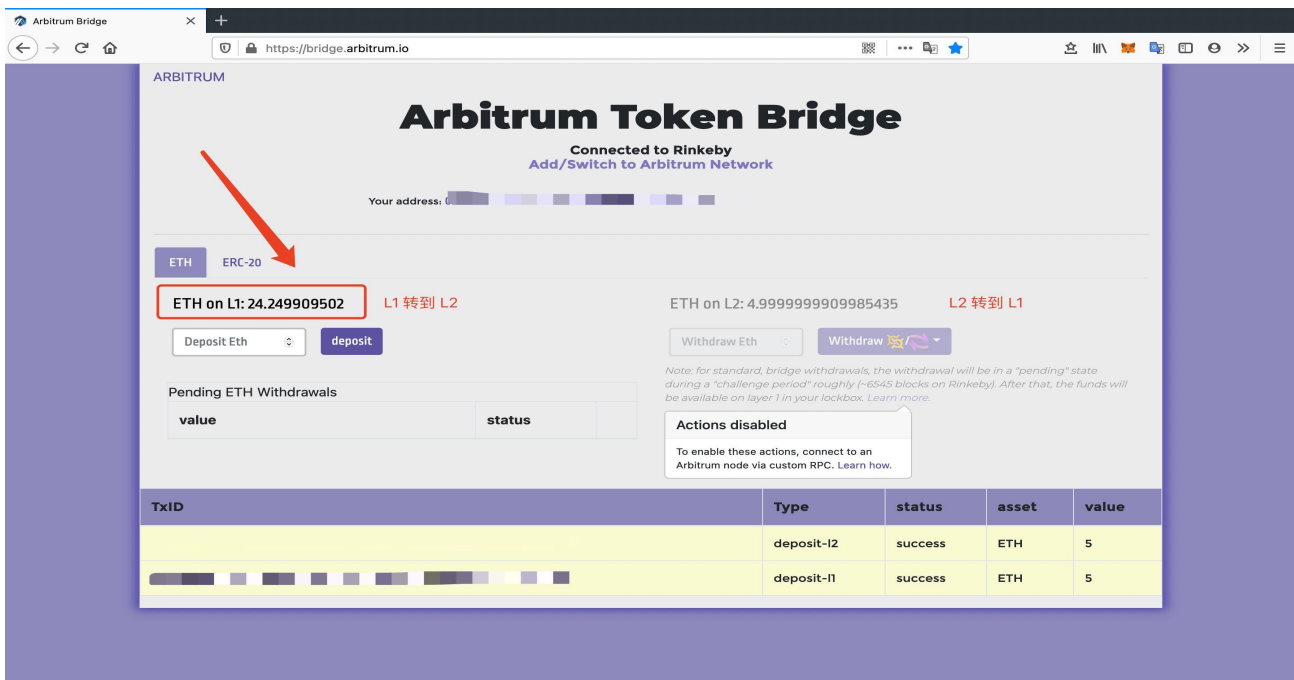 Arbitrum Bridge
https://bridge.arbitrum.io
ARBITRUM
Arbitrum Token Bridge
Connected to Rinkeby
Add/Switch to Arbitrum Network
Your address:
ETH ERC-20
ETH on L1: 24.249909502
L1 转到 L2
Deposit Eth
deposit
Pending ETH Withdrawals
value status
ETH on L2: 4.9999999909985435
L2 转到 L1
Withdraw Eth
Withdraw /
Note: for standard, bridge withdrawals, the withdrawal will be in a "pending" state
during a "challenge period" roughly (~6545 blocks on Rinkeby). After that, the funds will
be available on layer 1 in your lockbox. Learn more.
Actions disabled
To enable these actions, connect to an
Arbitrum node via custom RPC. Learn how.
TxID Type status asset value
deposit-l2 success ETH 5
deposit-l1 success ETH 5